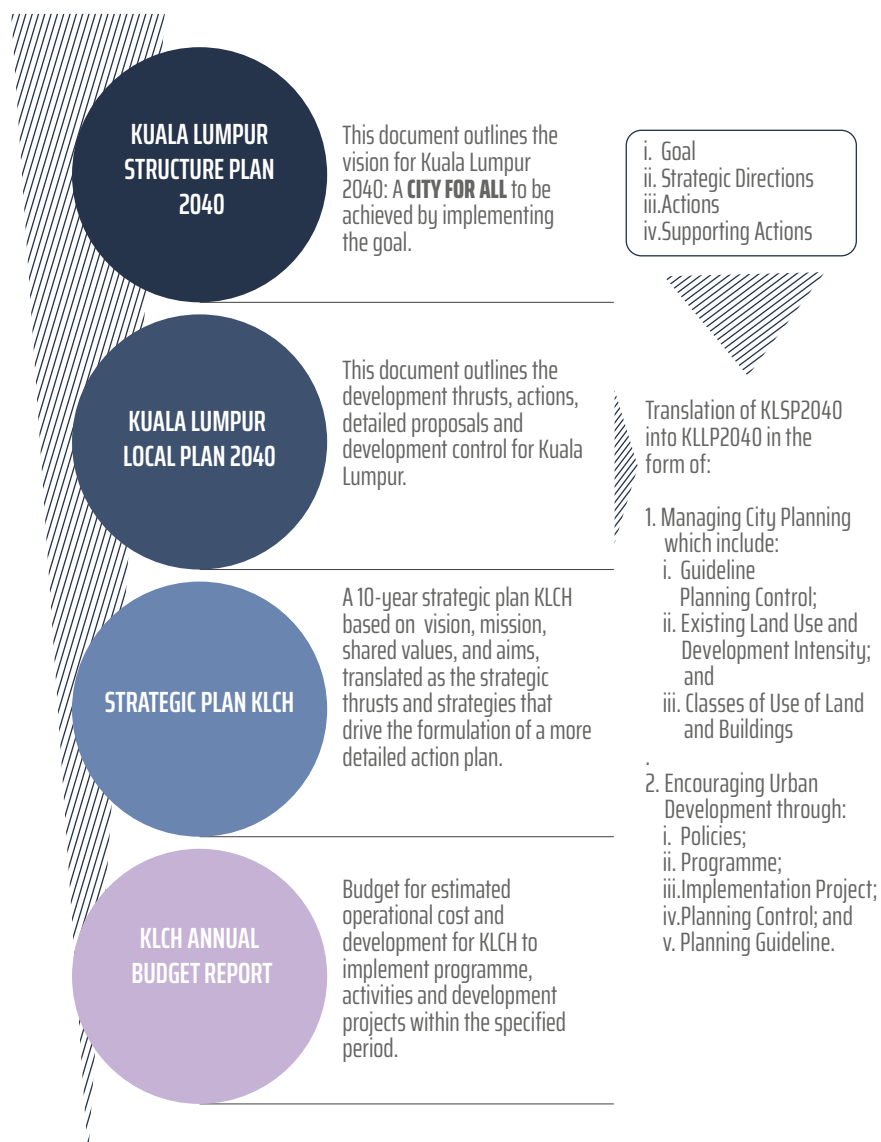 KUALA LUMPUR
STRUCTURE PLAN
2040
This document outlines the
vision for Kuala Lumpur
2040: A CITY FOR ALL to be
achieved by implementing
the goal.
i. Goal
ii. Strategic Directions
iii.Actions
iv.Supporting Actions
KUALA LUMPUR
LOCAL PLAN 2040
This document outlines the
development thrusts, actions,
detailed proposals and
development control for Kuala
Lumpur.
STRATEGIC PLAN KLCH
A 10-year strategic plan KLCH
based on vision, mission,
shared values, and aims,
translated as the strategic
thrusts and strategies that
drive the formulation of a more
detailed action plan.
KLCH ANNUAL
BUDGET REPORT
Budget for estimated
operational cost and
development for KLCH to
implement programme,
activities and development
projects within the specified
period.
Translation of KLSP2040
into KLLP2040 in the
form of:
1. Managing City Planning
which include:
i. Guideline
Planning Control;
ii. Existing Land Use and
Development Intensity;
and
iii. Classes of Use of Land
and Buildings
.
2. Encouraging Urban
Development through:
i. Policies;
ii. Programme;
iii.Implementation Project;
iv.Planning Control; and
v. Planning Guideline.